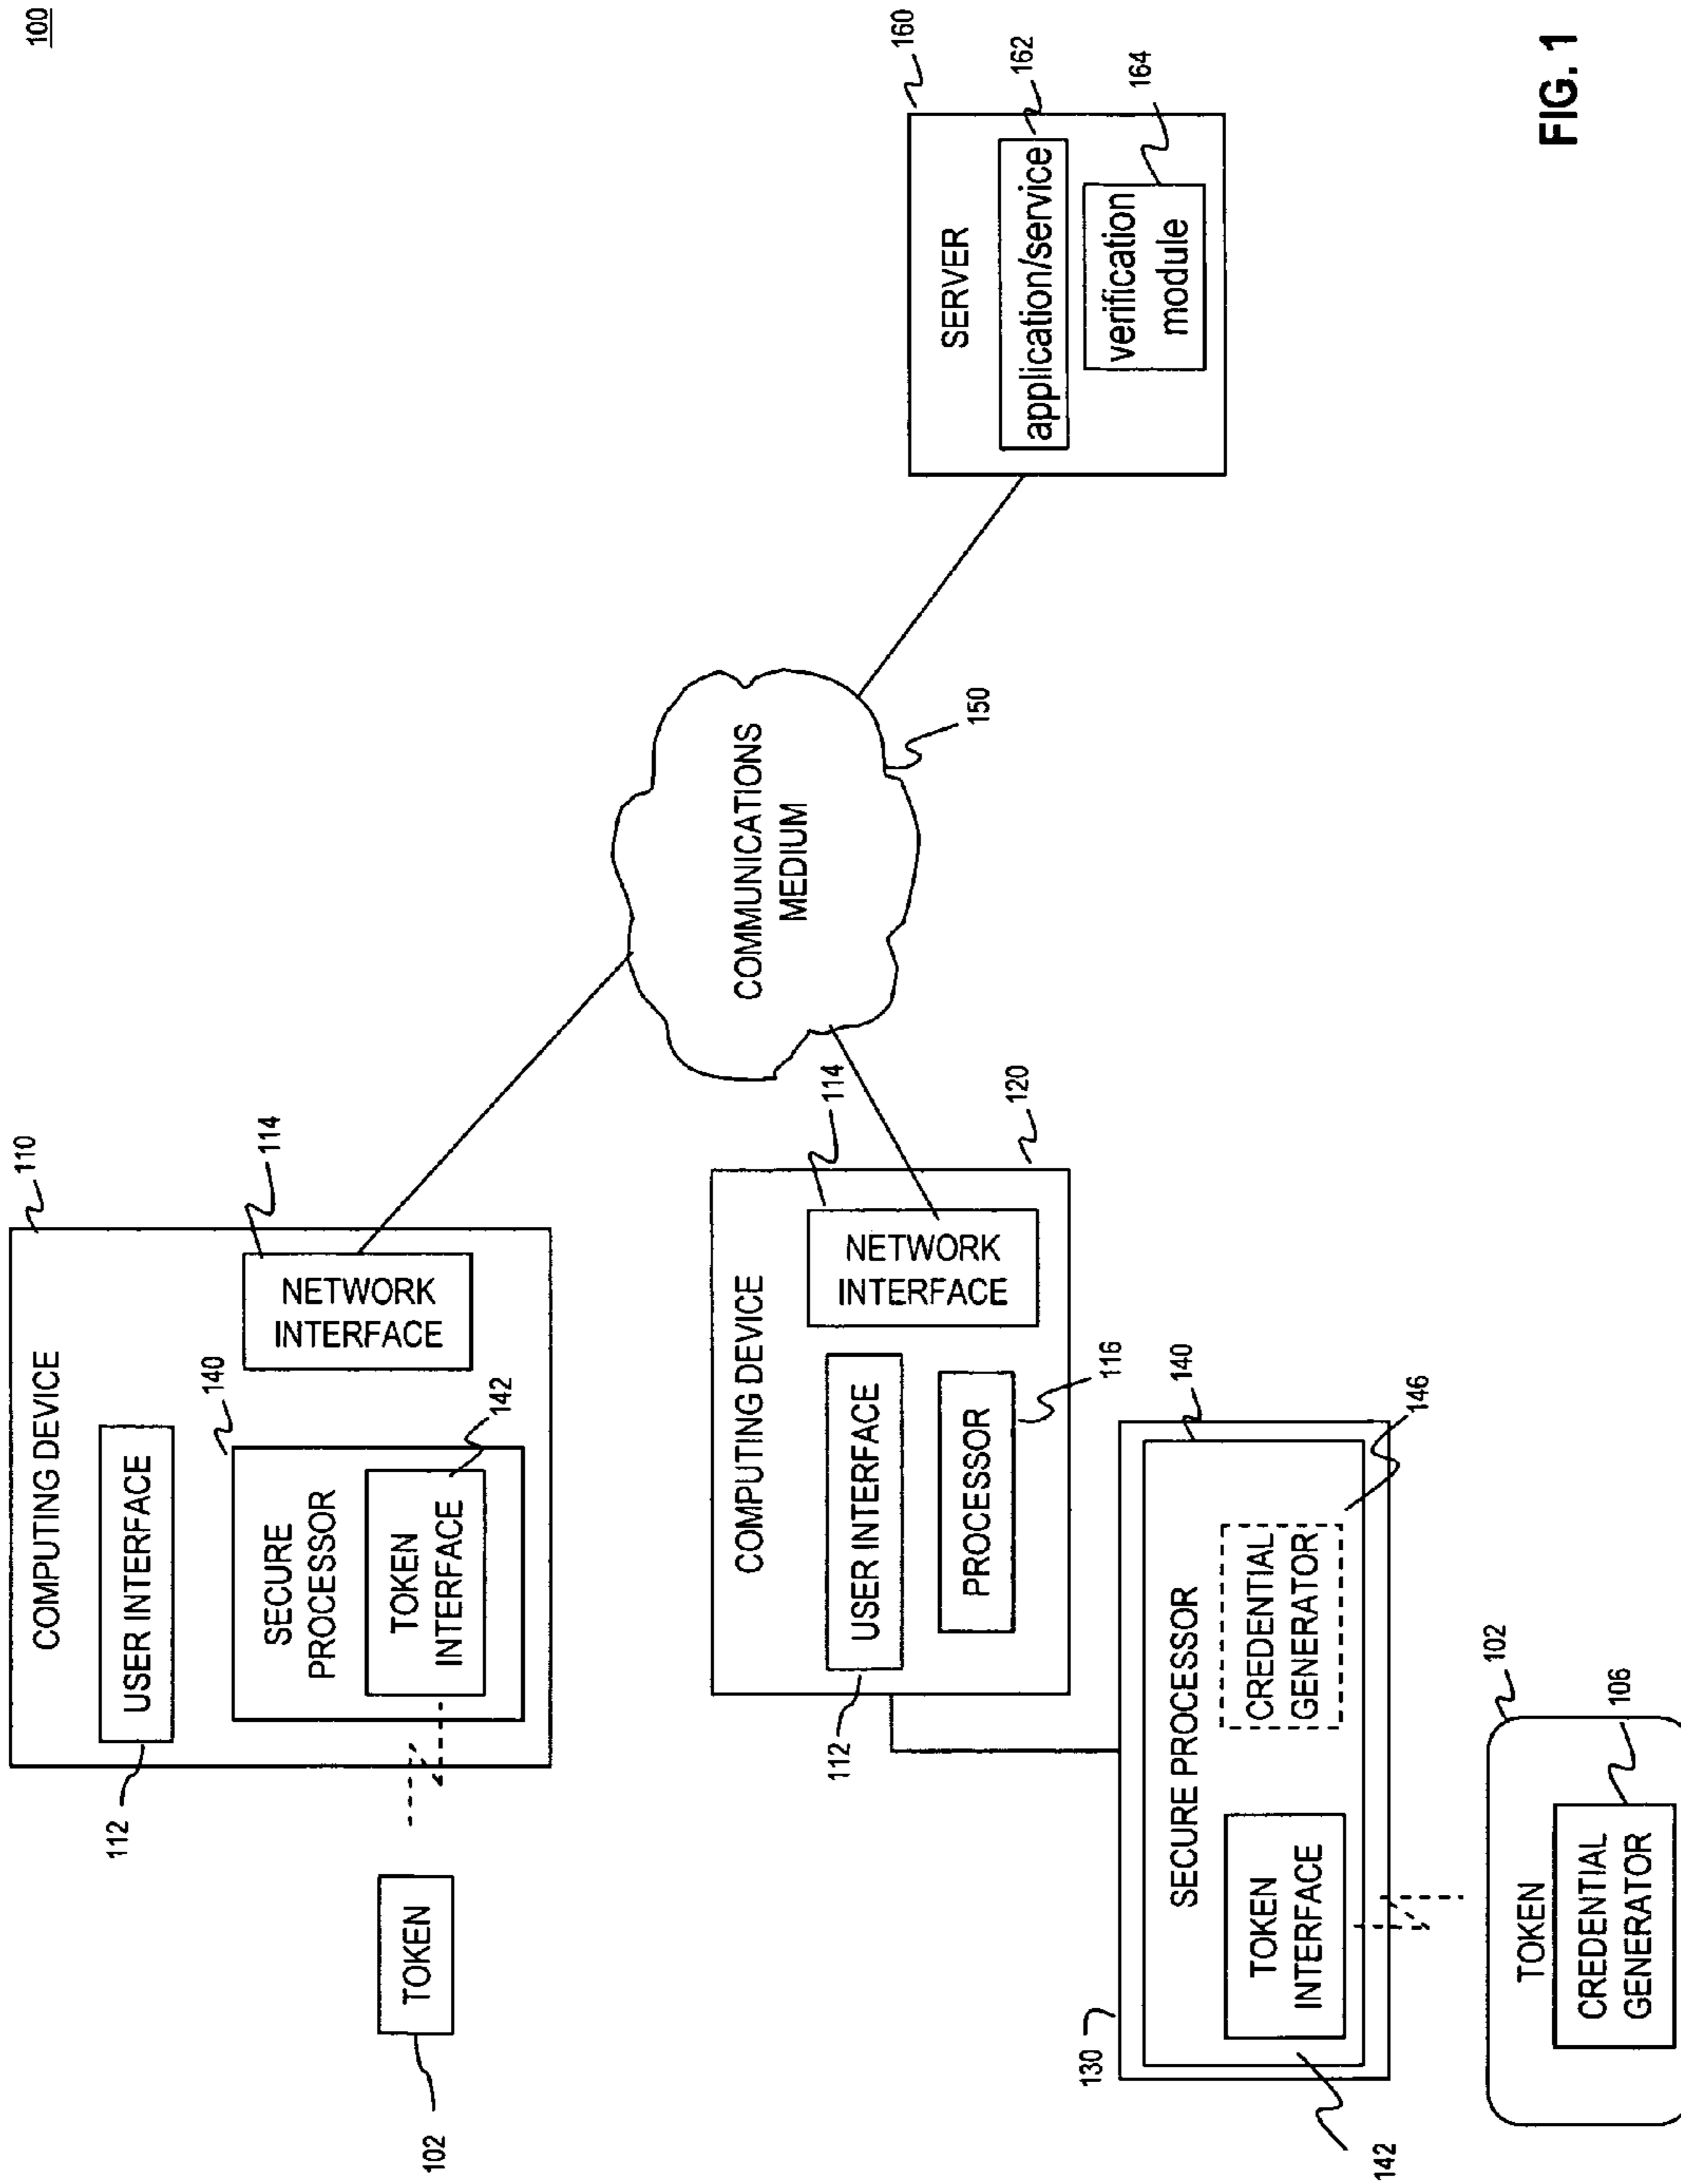 100
COMPUTING DEVICE
110
USER INTERFACE
112
SECURE
PROCESSOR
140
TOKEN
INTERFACE
142
NETWORK
INTERFACE
114
TOKEN
102
COMPUTING DEVICE
120
USER INTERFACE
112
PROCESSOR
116
NETWORK
INTERFACE
114
130
SECURE PROCESSOR
140
TOKEN
INTERFACE
142
CREDENTIAL
GENERATOR
146
TOKEN
102
CREDENTIAL
GENERATOR
106
COMMUNICATIONS
MEDIUM
150
SERVER
160
application/service
162
verification
module
164
FIG. 1